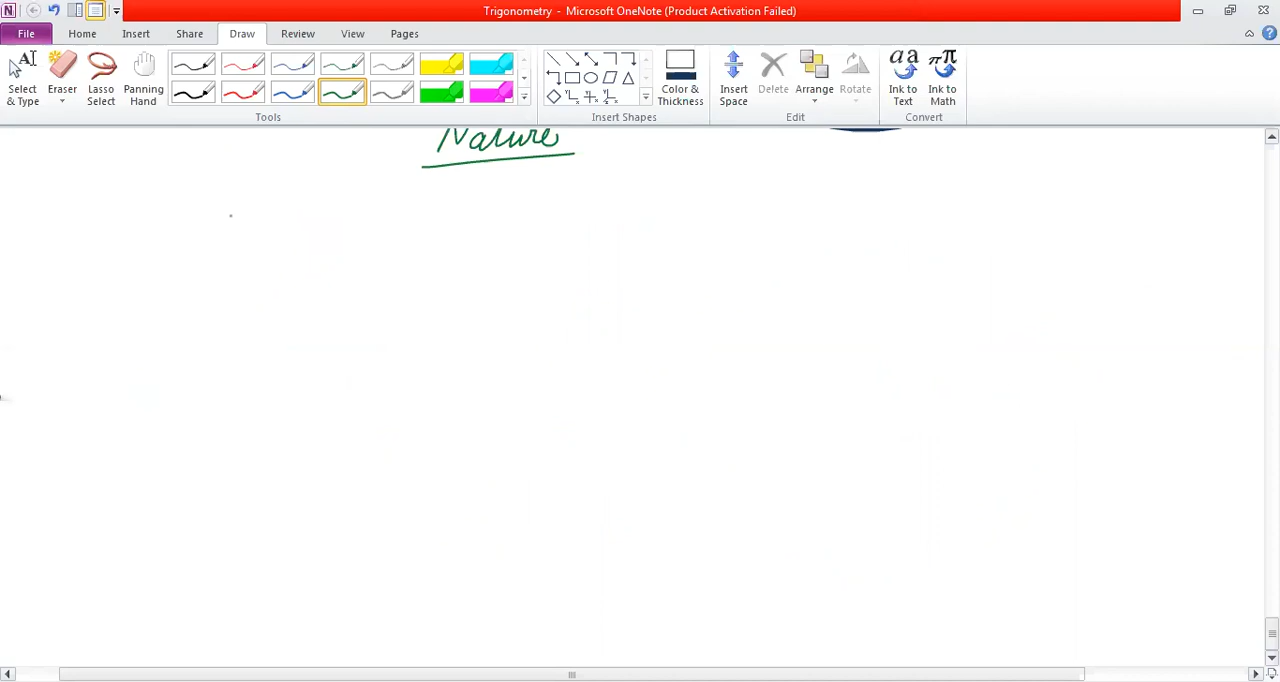 Trigonometry - Microsoft OneNote (Product Activation Failed)
File Home Insert Draw Review View Pages
Select & Type
Eraser
Lasso Select
Panning Hand
Color & Thickness
Insert Space
Delete
Arrange
Rotate
Ink to Text
Ink to Math
Tools Insert Shapes Edit Convert
Nature